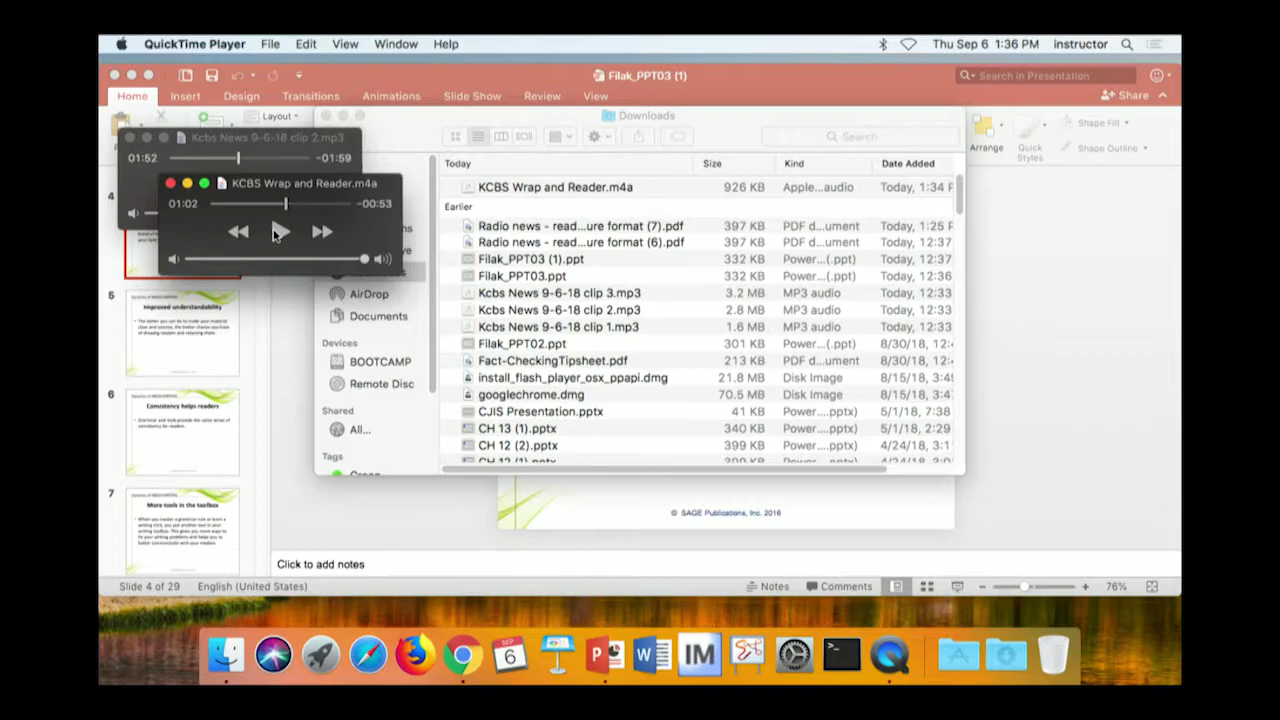 QuickTime Player File Edit View Window Help Thu Sep 6 1:36 PM instructor
Filak_PPT03 (1) Search in Presentation
Home Insert Design Transitions Animations Slide Show Review View Share
Layout Downloads
Search Shape Fill
Arrange Quick Styles Shape Outline
Kcbs News 9-6-18 clip 2.mp3
01:52 -01:59
KCBS Wrap and Reader.m4a
01:02 -00:53
Today Size Kind Date Added
KCBS Wrap and Reader.m4a 926 KB Apple...audio Today, 1:34 P
Earlier
Radio news - read...ure format (7).pdf 397 KB PDF d...ument Today, 1:25 P
Radio news - read...ure format (6).pdf 397 KB PDF d...ument Today, 12:37
Filak_PPT03 (1).ppt 332 KB Power...(.ppt) Today, 12:37
Filak_PPT03.ppt 332 KB Power...(.ppt) Today, 12:36
Kcbs News 9-6-18 clip 3.mp3 3.2 MB MP3 audio Today, 12:33
Kcbs News 9-6-18 clip 2.mp3 2.8 MB MP3 audio Today, 12:33
Kcbs News 9-6-18 clip 1.mp3 1.6 MB MP3 audio Today, 12:33
Filak_PPT02.ppt 301 KB Power...(.ppt) 8/30/18, 12:
Fact-CheckingTipsheet.pdf 213 KB PDF d...ument 8/30/18, 12:
install_flash_player_osx_ppapi.dmg 21.8 MB Disk Image 8/15/18, 3:4
googlechrome.dmg 70.5 MB Disk Image 8/15/18, 3:4
CJIS Presentation.pptx 41 KB Power....pptx) 5/1/18, 7:38
CH 13 (1).pptx 340 KB Power....pptx) 5/1/18, 2:29
CH 12 (2).pptx 399 KB Power....pptx) 4/24/18, 3:4
AirDrop
Documents
Devices
BOOTCAMP
Remote Disc
Shared
All...
Tags
4
5
Improved understandability
6
Consistency helps readers
7
More tools in the toolbox
© SAGE Publications, Inc. 2016
Click to add notes
Slide 4 of 29 English (United States) Notes Comments 76%
SEP
6
IM